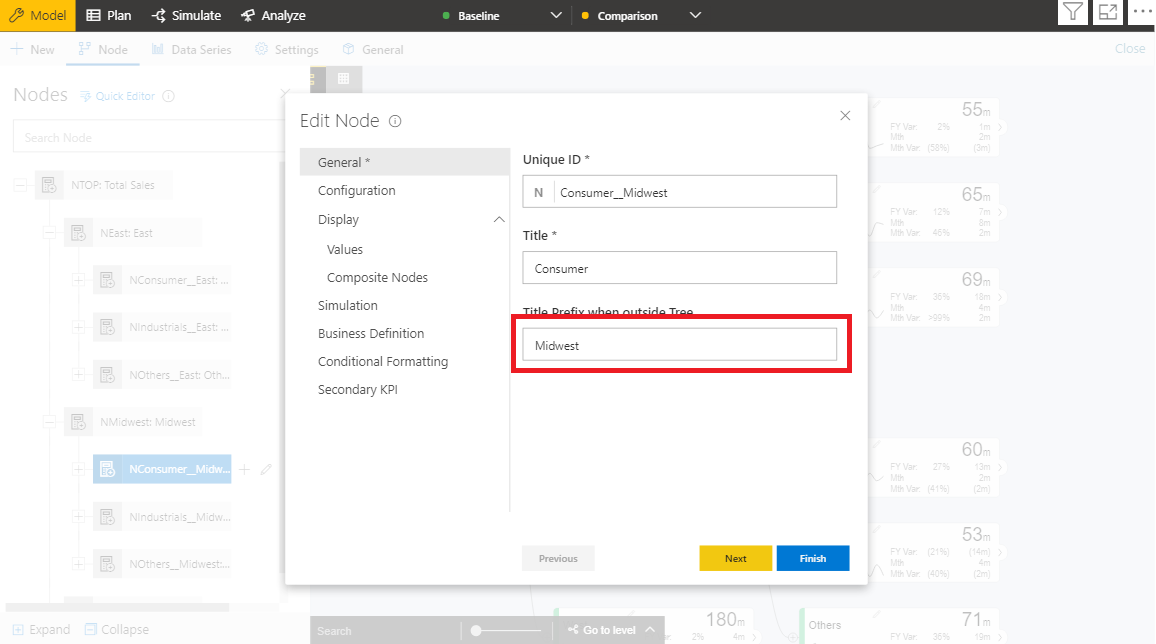 Model Plan Simulate Analyze Baseline Comparison
New Node Data Series Settings General Close
Nodes Quick Editor
Search Node
NTOP: Total Sales
NEast: East
NConsumer__East: ...
NIndustrials__East: ...
NOthers__East: Oth...
NMidwest: Midwest
NConsumer__Midw...
NIndustrials__Midw...
NOthers__Midwest:...
Expand Collapse
Edit Node
General *
Configuration
Display
Values
Composite Nodes
Simulation
Business Definition
Conditional Formatting
Secondary KPI
Unique ID *
N Consumer__Midwest
Title *
Consumer
Title Prefix when outside Tree
Midwest
Previous Next Finish
55m
FY Var: 2% 1m
Mth 2m
Mth Var: (58%) (3m)
65m
FY Var: 12% 7m
Mth 8m
Mth Var: 46% 2m
69m
FY Var: 36% 18m
Mth 4m
Mth Var: >99% 2m
60m
FY Var: 27% 13m
Mth 2m
Mth Var: (41%) (2m)
53m
FY Var: (21%) (14m)
Mth 4m
Mth Var: (40%) (2m)
180m
2% 4m
Others 71m
FY Var: 36% 19m
Search Go to level